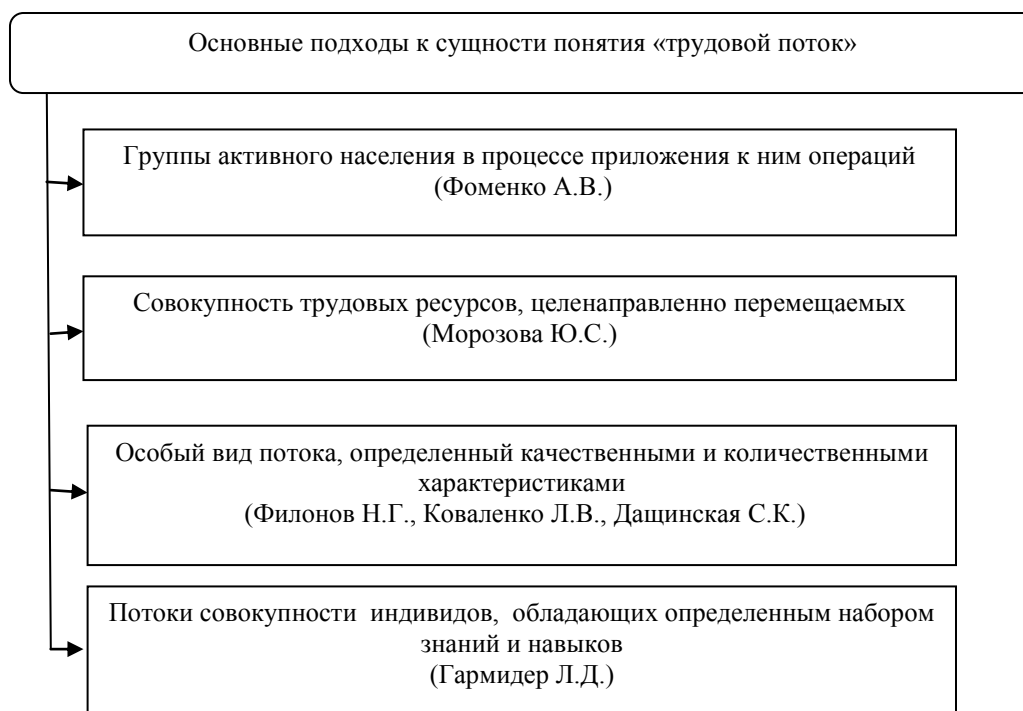 Основные подходы к сущности понятия «трудовой поток»
Группы активного населения в процессе приложения к ним операций
(Фоменко А.В.)
Совокупность трудовых ресурсов, целенаправленно перемещаемых
(Морозова Ю.С.)
Особый вид потока, определенный качественными и количественными
характеристиками
(Филонов Н.Г., Коваленко Л.В., Дащинская С.К.)
Потоки совокупности индивидов, обладающих определенным набором
знаний и навыков
(Гармидер Л.Д.)